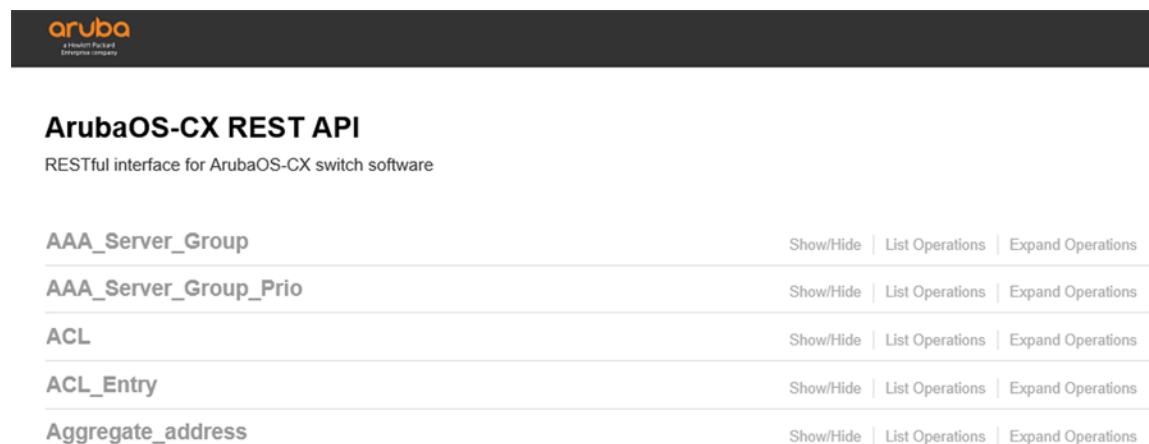 aruba
a Hewlett Packard
Enterprise company
ArubaOS-CX REST API
RESTful interface for ArubaOS-CX switch software
AAA_Server_Group Show/Hide List Operations Expand Operations
AAA_Server_Group_Prio Show/Hide List Operations Expand Operations
ACL Show/Hide List Operations Expand Operations
ACL_Entry Show/Hide List Operations Expand Operations
Aggregate_address Show/Hide List Operations Expand Operations